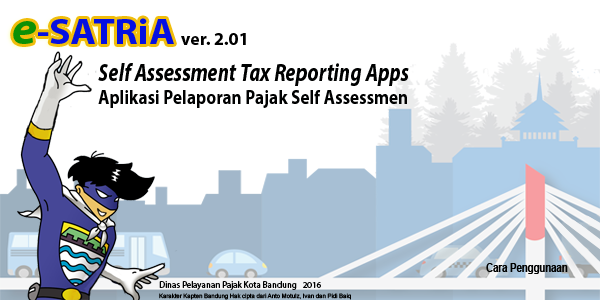 e-SATRiA ver. 2.01
Self Assessment Tax Reporting Apps
Aplikasi Pelaporan Pajak Self Assessmen
Cara Penggunaan
Dinas Pelayanan Pajak Kota Bandung 2016
Karakter Kapten Bandung Hak cipta dari Anto Motulz, Ivan dan Pidi Baiq